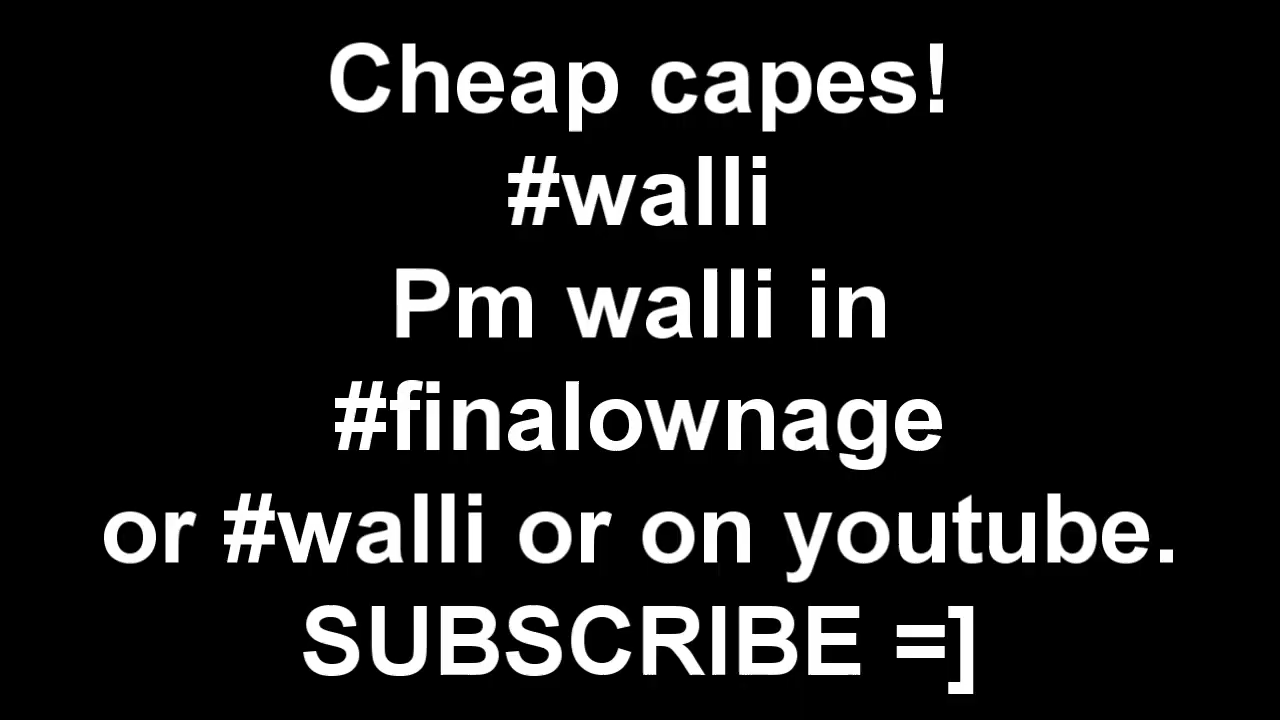 Cheap capes!
#walli
Pm walli in
#finalownage
or #walli or on youtube.
SUBSCRIBE =]